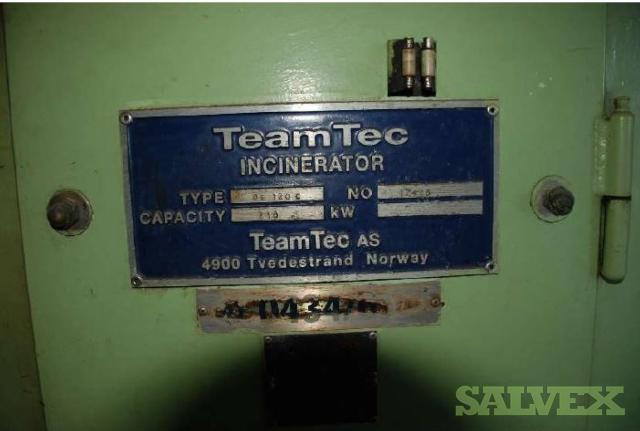 TeamTec
INCINERATOR
TYPE NO
CAPACITY kW
TeamTec AS
4900 Tvedestrand Norway
SALVEX